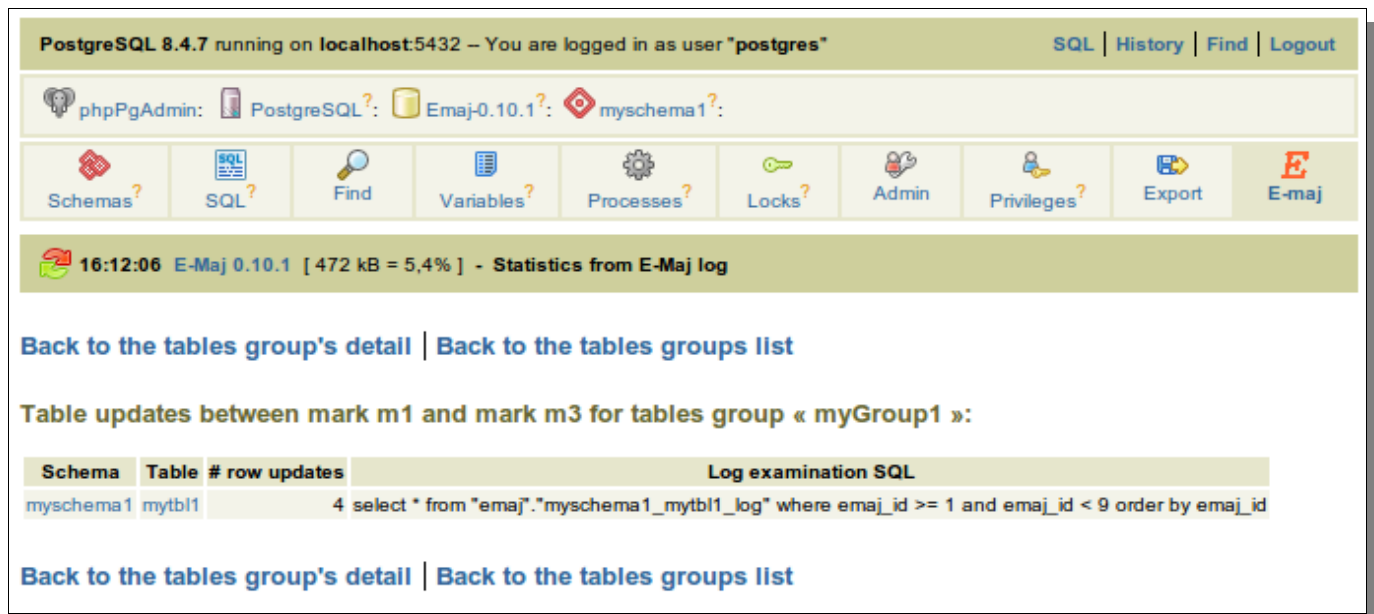 PostgreSQL 8.4.7 running on localhost:5432 – You are logged in as user "postgres" SQL | History | Find | Logout
phpPgAdmin: PostgreSQL?: Emaj-0.10.1?: myschema1?:
SQL
E
Schemas? SQL? Find Variables? Processes? Locks? Admin Privileges? Export E-maj
16:12:06 E-Maj 0.10.1 [ 472 kB = 5,4% ] - Statistics from E-Maj log
Back to the tables group's detail | Back to the tables groups list
Table updates between mark m1 and mark m3 for tables group « myGroup1 »:
Schema Table # row updates Log examination SQL
myschema1 mytbl1 4 select * from "emaj"."myschema1_mytbl1_log" where emaj_id >= 1 and emaj_id < 9 order by emaj_id
Back to the tables group's detail | Back to the tables groups list